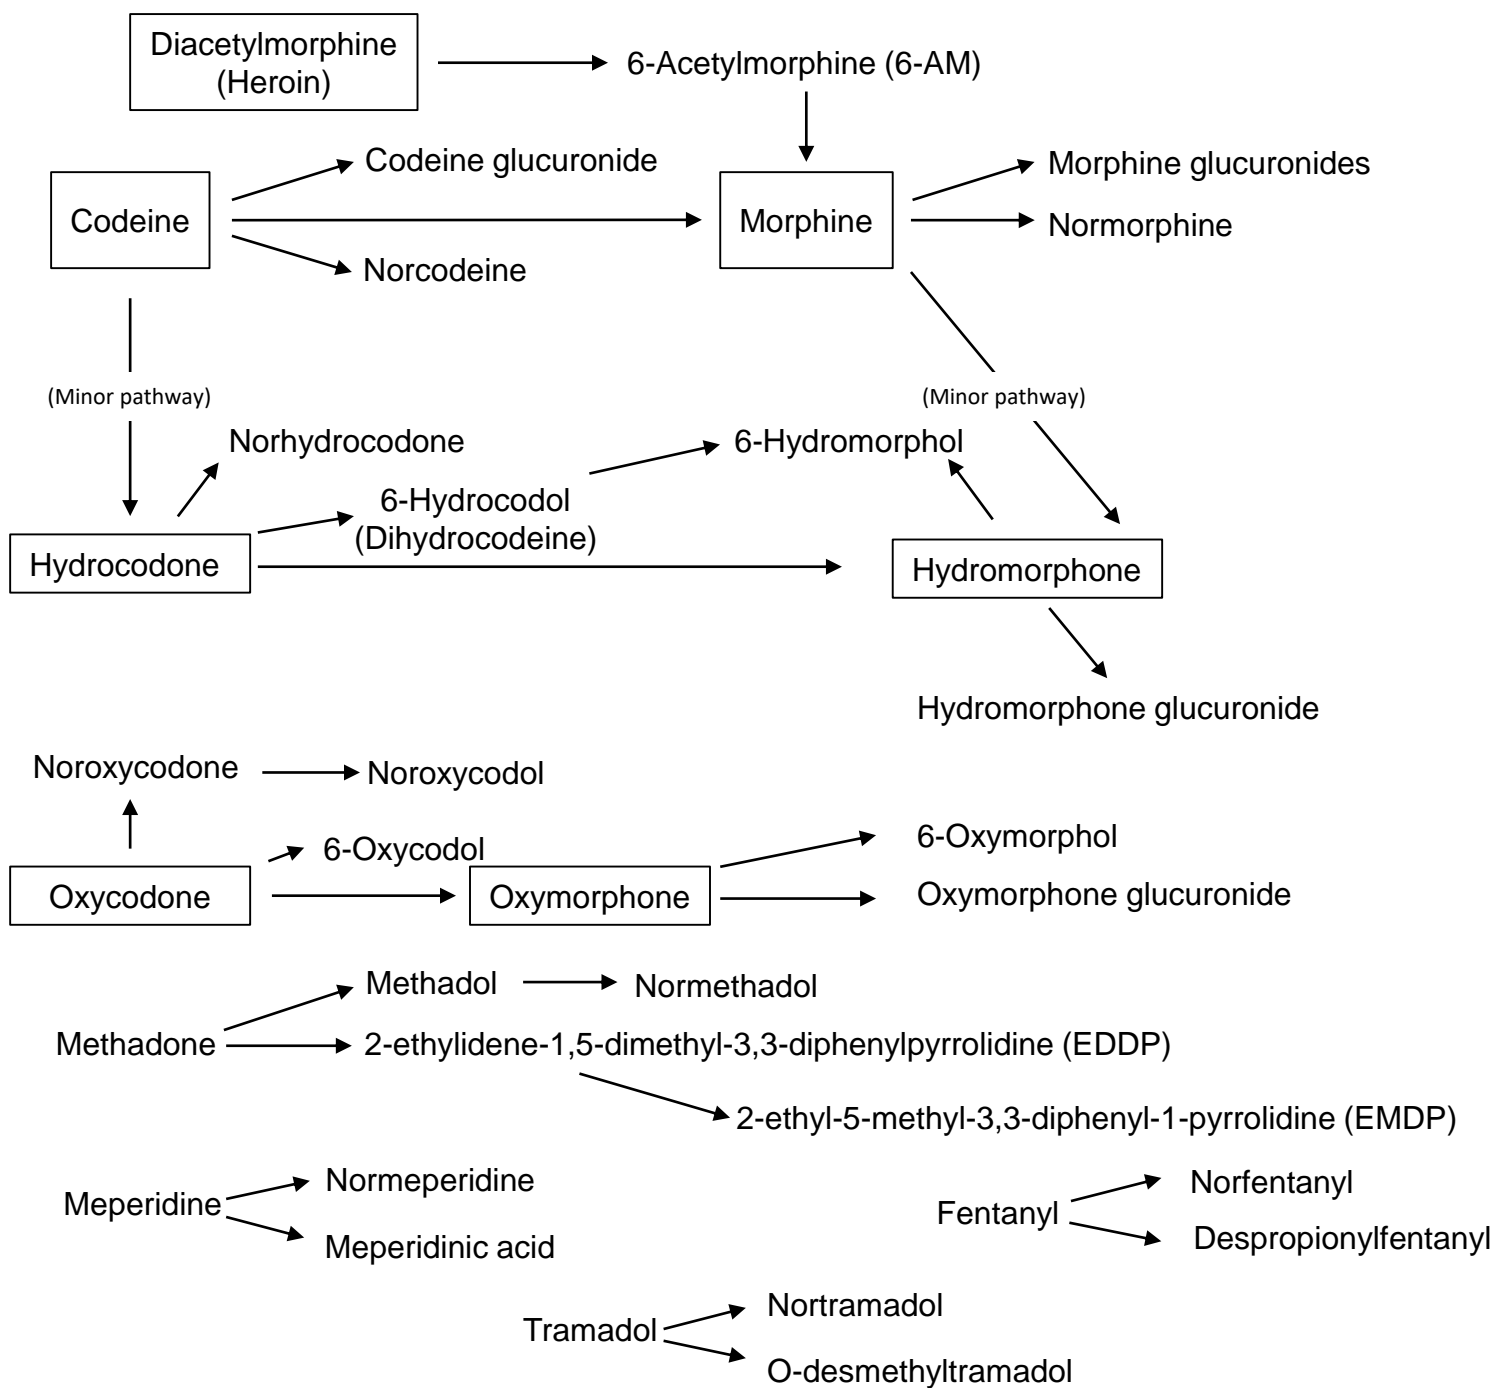 Diacetylmorphine
(Heroin)
6-Acetylmorphine (6-AM)
Codeine glucuronide
Morphine glucuronides
Codeine
Morphine
Normorphine
Norcodeine
(Minor pathway)
(Minor pathway)
Norhydrocodone
6-Hydromorphol
6-Hydrocodol
(Dihydrocodeine)
Hydrocodone
Hydromorphone
Hydromorphone glucuronide
Noroxycodone
Noroxycodol
6-Oxycodol
6-Oxymorphol
Oxycodone
Oxymorphone
Oxymorphone glucuronide
Methadol
Normethadol
Methadone
2-ethylidene-1,5-dimethyl-3,3-diphenylpyrrolidine (EDDP)
2-ethyl-5-methyl-3,3-diphenyl-1-pyrrolidine (EMDP)
Normeperidine
Meperidine
Meperidinic acid
Norfentanyl
Fentanyl
Despropionylfentanyl
Nortramadol
Tramadol
O-desmethyltramadol